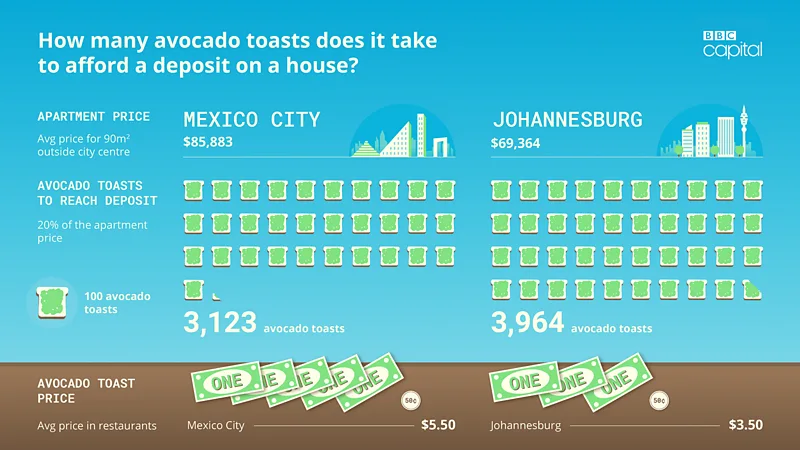 How many avocado toasts does it take
to afford a deposit on a house?
BBC
capital
APARTMENT PRICE
Avg price for 90m²
outside city centre
MEXICO CITY
$85,883
JOHANNESBURG
$69,364
AVOCADO TOASTS
TO REACH DEPOSIT
20% of the apartment
price
100 avocado
toasts
3,123 avocado toasts
3,964 avocado toasts
AVOCADO TOAST
PRICE
Avg price in restaurants
ONE
ONE
ONE
ONE
ONE
50¢
Mexico City
$5.50
ONE
ONE
ONE
50¢
Johannesburg
$3.50